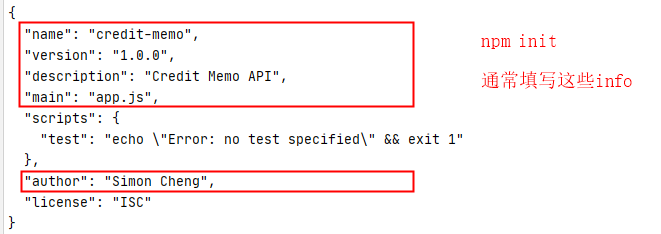 {
  "name": "credit-memo",
  "version": "1.0.0",
  "description": "Credit Memo API",
  "main": "app.js",
  "scripts": {
    "test": "echo \"Error: no test specified\" && exit 1"
  },
  "author": "Simon Cheng",
  "license": "ISC"
}
npm init
通常填写这些info